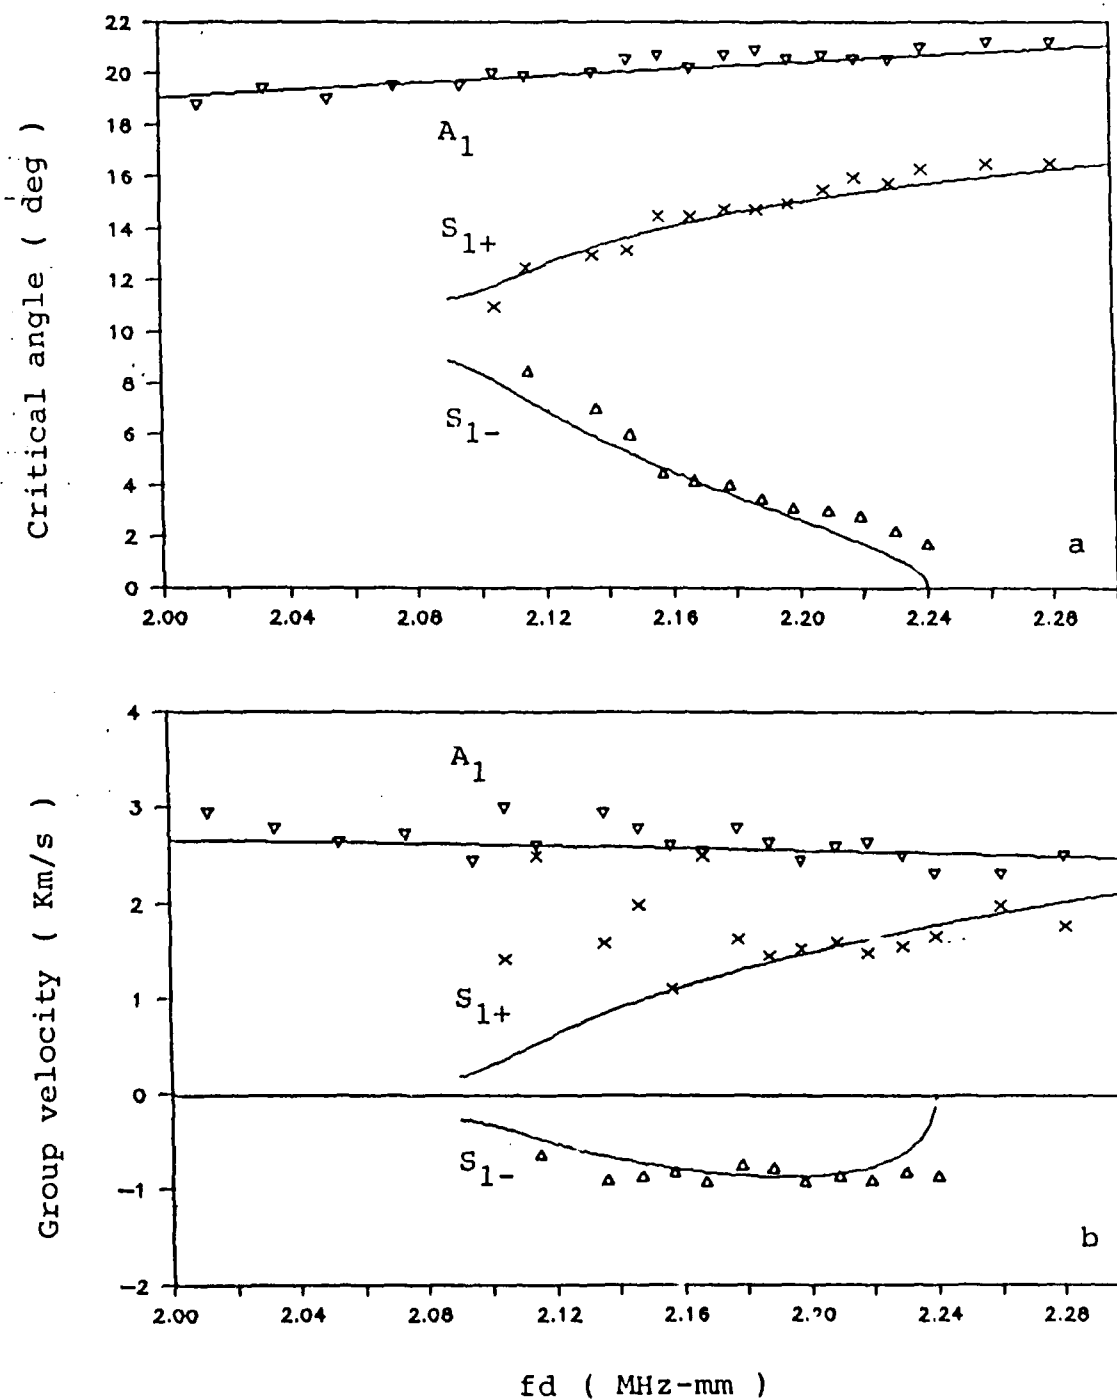 22
20
18
16
14
12
10
8
6
4
2
0
Critical angle ( deg )
A1
S1+
S1-
a
2.00 2.04 2.08 2.12 2.16 2.20 2.24 2.28
4
3
2
1
0
-1
-2
Group velocity ( Km/s )
A1
S1+
S1-
b
2.00 2.04 2.08 2.12 2.16 2.20 2.24 2.28
fd ( MHz-mm )